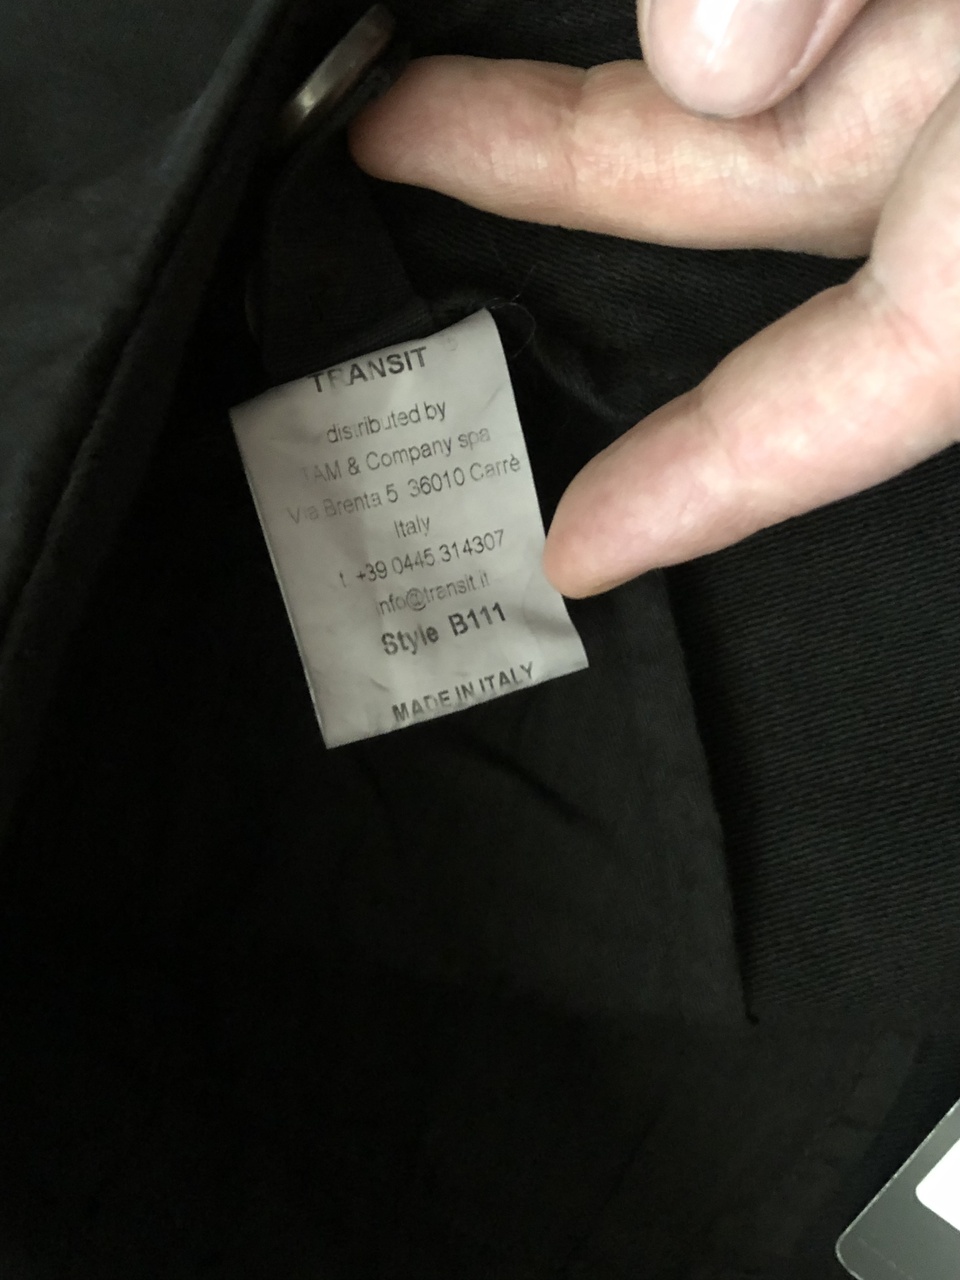 TRANSIT
distributed by
TAM & Company spa
Via Brenta 5 36010 Carrè
Italy
t. +39 0445.314307
info@transit.it
Style B111
MADE IN ITALY